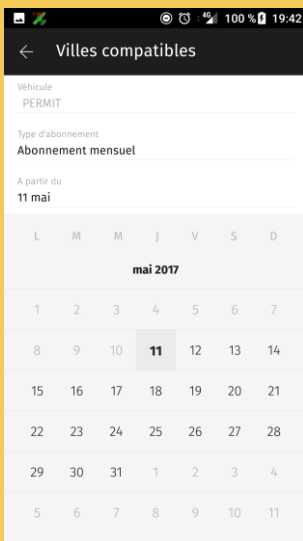 4G 100 % 19:42
Villes compatibles
Véhicule
PERMIT
Type d'abonnement
Abonnement mensuel
A partir du
11 mai
L M M J V S D
mai 2017
1 2 3 4 5 6 7
8 9 10 11 12 13 14
15 16 17 18 19 20 21
22 23 24 25 26 27 28
29 30 31 1 2 3 4
5 6 7 8 9 10 11